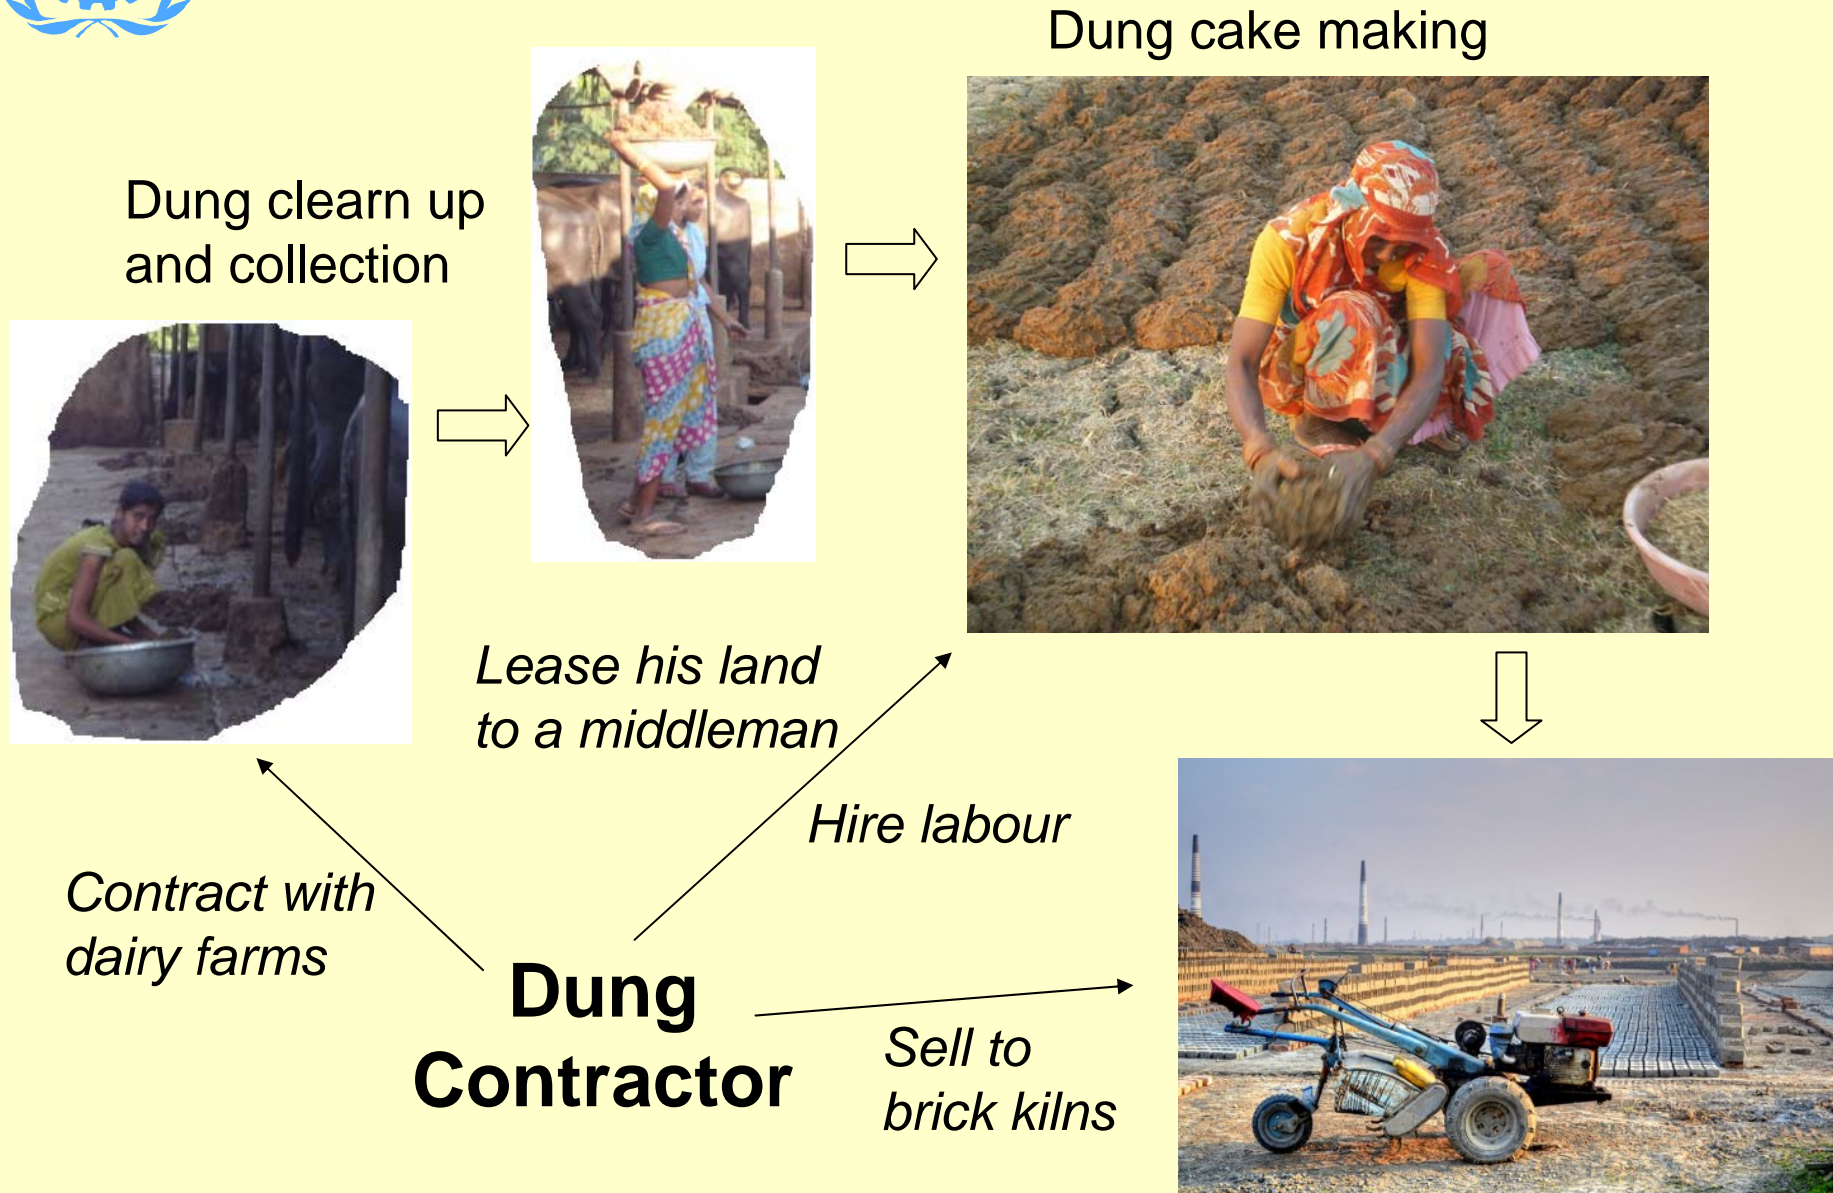 Dung cake making
Dung clearn up
and collection
Lease his land
to a middleman
Hire labour
Contract with
dairy farms
Dung
Contractor
Sell to
brick kilns